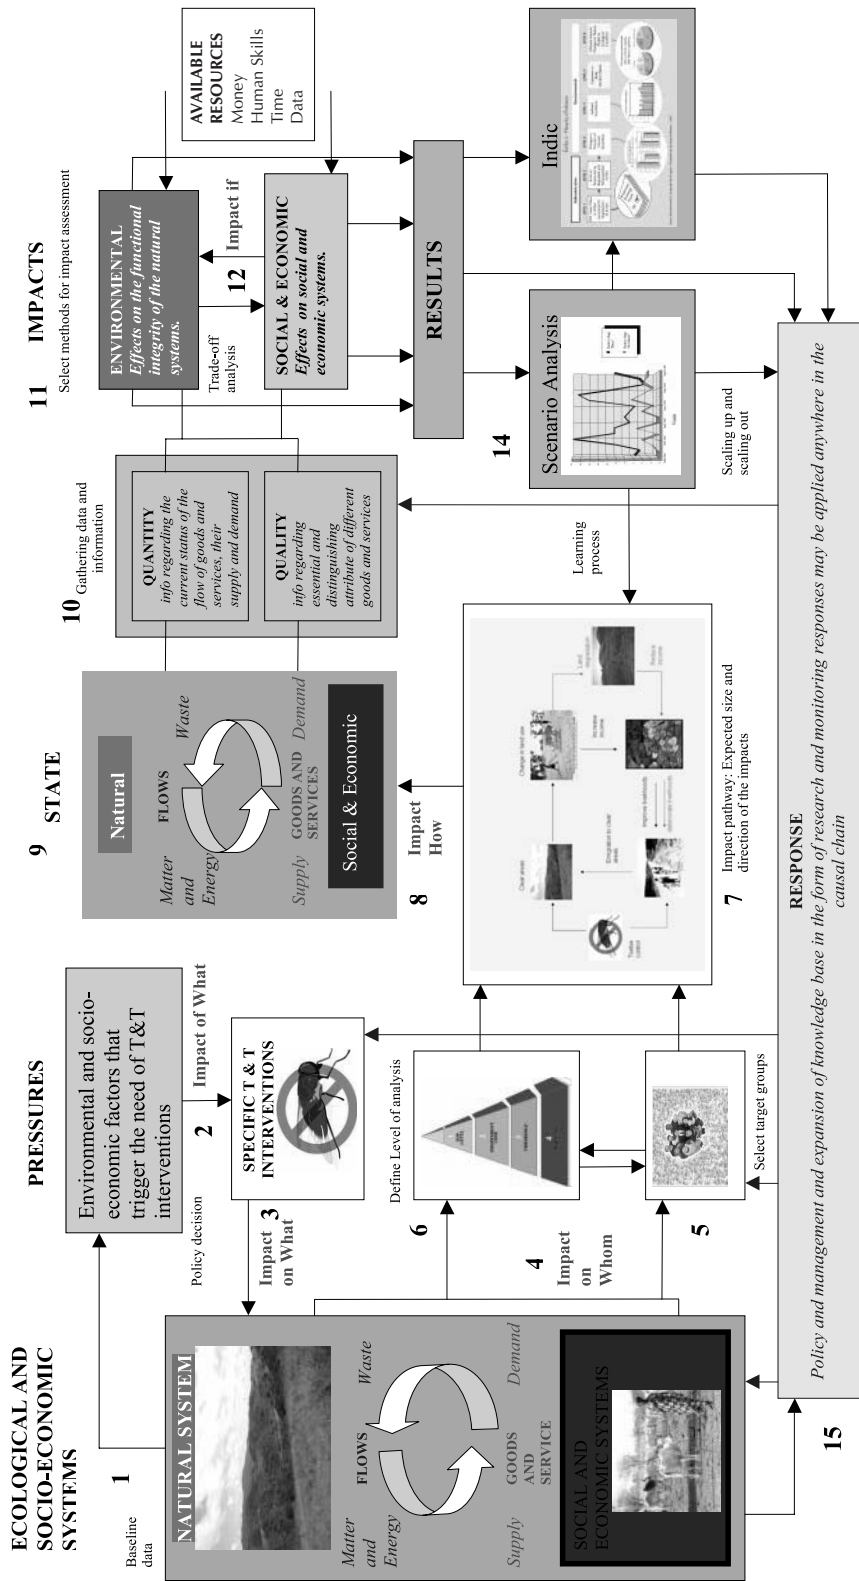 ECOLOGICAL AND
SOCIO-ECONOMIC
SYSTEMS
PRESSURES
9 STATE
11 IMPACTS
Select methods for impact assessment
1
Baseline
data
NATURAL SYSTEM
Matter
and
Energy
FLOWS
Waste
Supply
GOODS
AND
SERVICE
Demand
SOCIAL AND
ECONOMIC SYSTEMS
Environmental and socio-
economic factors that
trigger the need of T&T
interventions
Policy decision
2
Impact of What
SPECIFIC T & T
INTERVENTIONS
3
Impact
on What
6
Define Level of analysis
4
Impact
on
Whom
5
Select target groups
Natural
Matter
and
Energy
FLOWS
Waste
Supply
GOODS AND
SERVICES
Demand
Social & Economic
8
Impact
How
Clear areas
Change in land use
Increase
income
Tsetse
control
7
Impact pathway: Expected size and
direction of the impacts
10 Gathering data and
information
QUANTITY
info regarding the
current status of the
flow of goods and
services, their
supply and demand
QUALITY
info regarding
essential and
distinguishing
attribute of different
goods and services
ENVIRONMENTAL
Effects on the functional
integrity of the natural
systems.
Trade-off
analysis
12
Impact if
SOCIAL & ECONOMIC
Effects on social and
economic systems.
AVAILABLE
RESOURCES
Money
Human Skills
Time
Data
RESULTS
14
Scenario Analysis
Learning
process
Scaling up and
scaling out
Indic
15
RESPONSE
Policy and management and expansion of knowledge base in the form of research and monitoring responses may be applied anywhere in the
causal chain